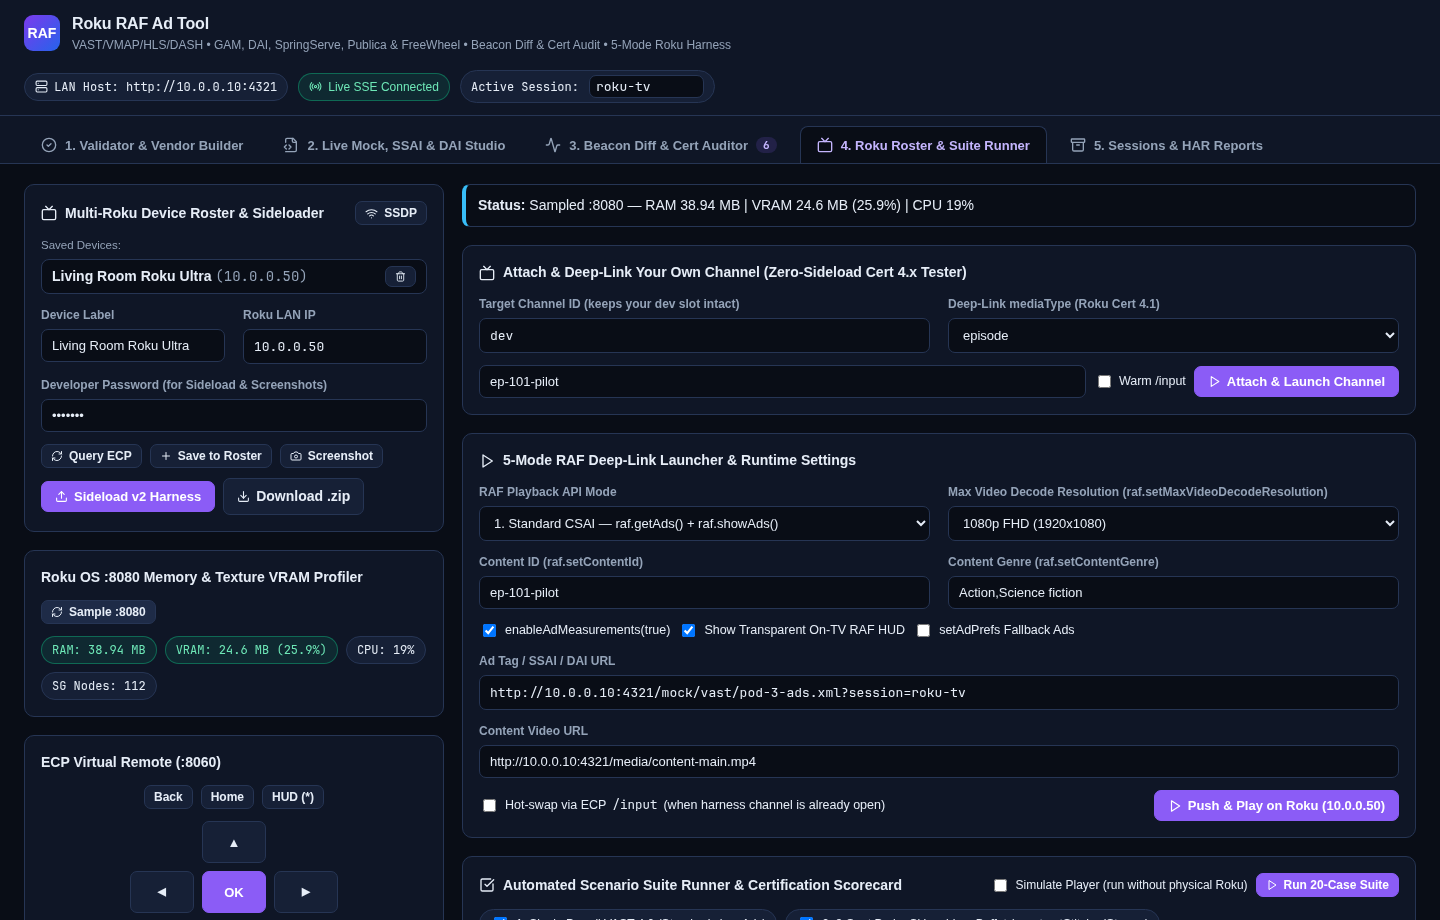 RAF
Roku RAF Ad Tool
VAST/VMAP/HLS/DASH • GAM, DAI, SpringServe, Publica & FreeWheel • Beacon Diff & Cert Audit • 5-Mode Roku Harness
LAN Host: http://10.0.0.10:4321
Live SSE Connected
Active Session: roku-tv
1. Validator & Vendor Builder
2. Live Mock, SSAI & DAI Studio
3. Beacon Diff & Cert Auditor 6
4. Roku Roster & Suite Runner
5. Sessions & HAR Reports
Multi-Roku Device Roster & Sideloader
SSDP
Saved Devices:
Living Room Roku Ultra (10.0.0.50)
Device Label
Roku LAN IP
Living Room Roku Ultra
10.0.0.50
Developer Password (for Sideload & Screenshots)
•••••••
Query ECP
Save to Roster
Screenshot
Sideload v2 Harness
Download .zip
Roku OS :8080 Memory & Texture VRAM Profiler
Sample :8080
RAM: 38.94 MB
VRAM: 24.6 MB (25.9%)
CPU: 19%
SG Nodes: 112
ECP Virtual Remote (:8060)
Back
Home
HUD (*)
▲
◀
OK
▶
Status: Sampled :8080 — RAM 38.94 MB | VRAM 24.6 MB (25.9%) | CPU 19%
Attach & Deep-Link Your Own Channel (Zero-Sideload Cert 4.x Tester)
Target Channel ID (keeps your dev slot intact)
Deep-Link mediaType (Roku Cert 4.1)
dev
episode
ep-101-pilot
Warm /input
Attach & Launch Channel
5-Mode RAF Deep-Link Launcher & Runtime Settings
RAF Playback API Mode
Max Video Decode Resolution (raf.setMaxVideoDecodeResolution)
1. Standard CSAI — raf.getAds() + raf.showAds()
1080p FHD (1920x1080)
Content ID (raf.setContentId)
Content Genre (raf.setContentGenre)
ep-101-pilot
Action,Science fiction
enableAdMeasurements(true)
Show Transparent On-TV RAF HUD
setAdPrefs Fallback Ads
Ad Tag / SSAI / DAI URL
http://10.0.0.10:4321/mock/vast/pod-3-ads.xml?session=roku-tv
Content Video URL
http://10.0.0.10:4321/media/content-main.mp4
Hot-swap via ECP /input (when harness channel is already open)
Push & Play on Roku (10.0.0.50)
Automated Scenario Suite Runner & Certification Scorecard
Simulate Player (run without physical Roku)
Run 20-Case Suite